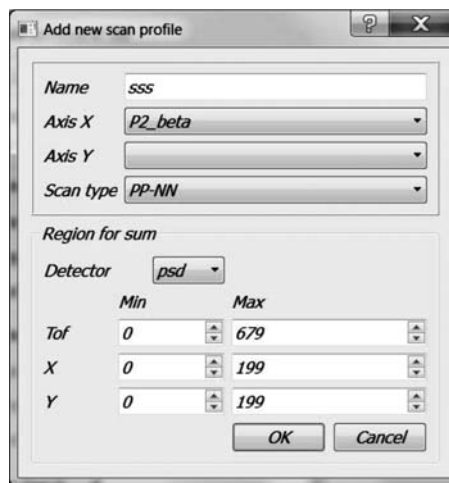 Add new scan profile
Name sss
Axis X P2_beta
Axis Y
Scan type PP-NN
Region for sum
Detector psd
Min Max
Tof 0 679
X 0 199
Y 0 199
OK Cancel